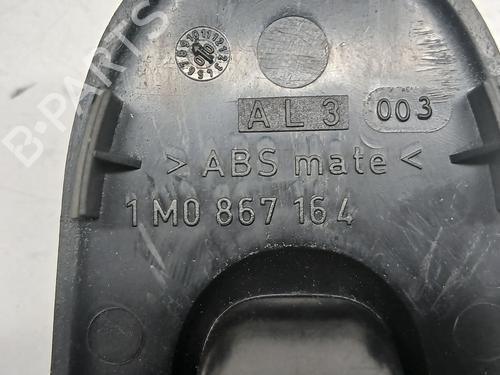 AL3
003
> ABS mate <
1M0 867 164
B-PARTS